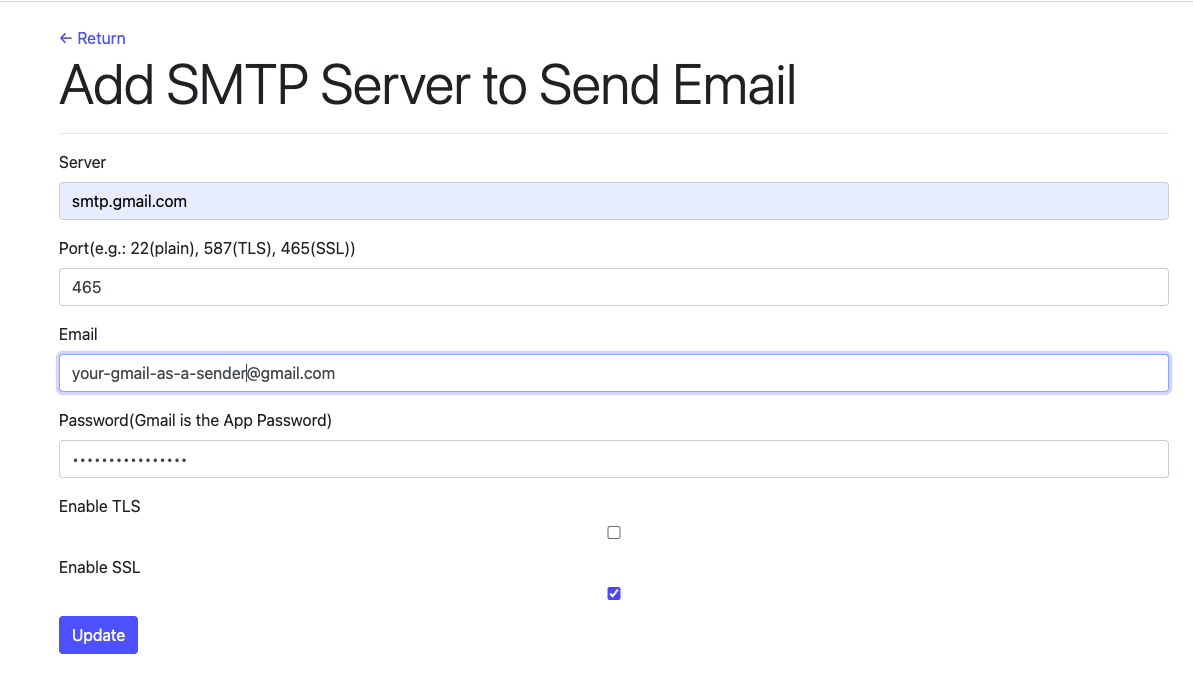 ← Return
Add SMTP Server to Send Email
Server
smtp.gmail.com
Port(e.g.: 22(plain), 587(TLS), 465(SSL))
465
Email
your-gmail-as-a-sender@gmail.com
Password(Gmail is the App Password)
••••••••••••••••
Enable TLS
Enable SSL
Update